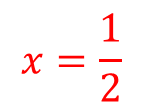 x = 1/2